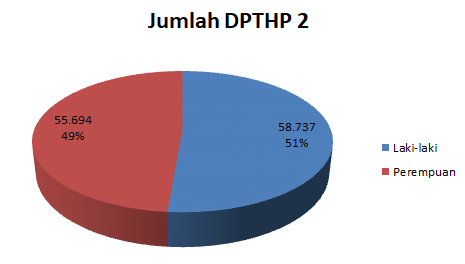 Jumlah DPTHP 2
55.694
49%
58.737
51%
Laki-laki
Perempuan